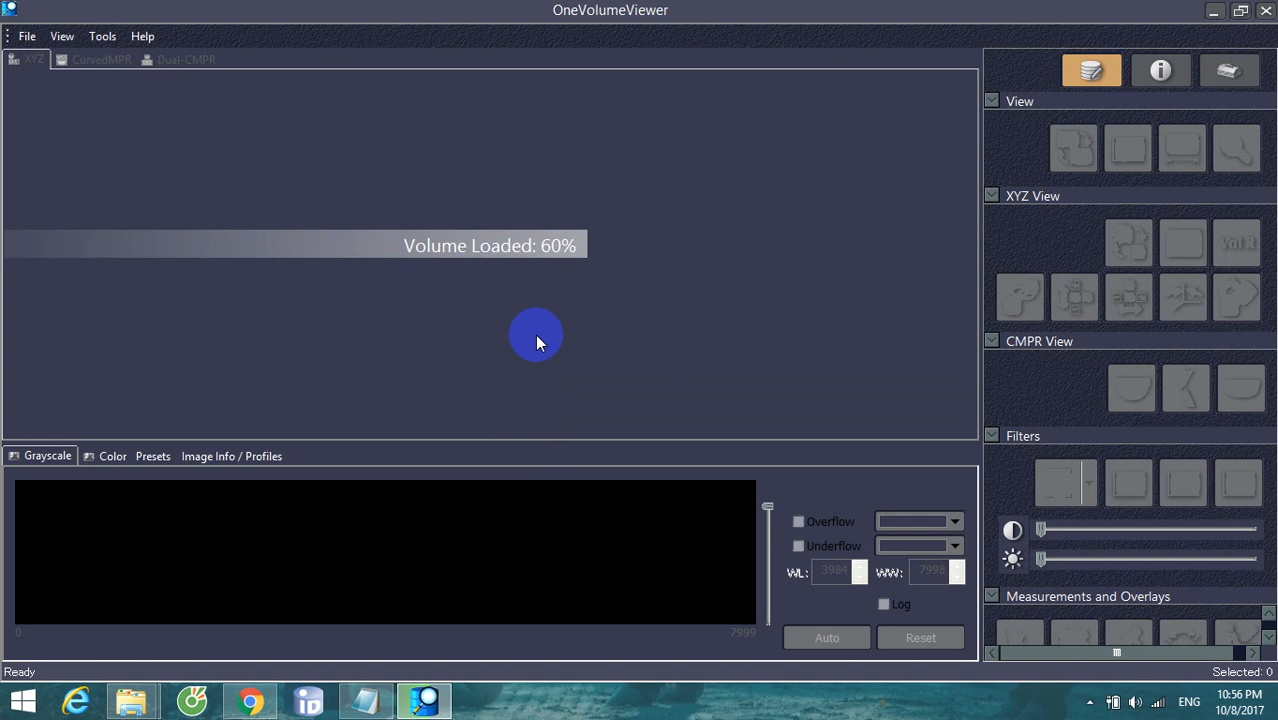 OneVolumeViewer
File View Tools Help
XYZ CurvedMPR Dual-CMPR
View
XYZ View
Volume Loaded: 60%
Vol R
CMPR View
Filters
Grayscale Color Presets Image Info / Profiles
Overflow
Underflow
WL: 3984 WW: 7998
Log
0 7999
Auto Reset
Measurements and Overlays
Ready Selected: 0
ENG
10:56 PM
10/8/2017
iD